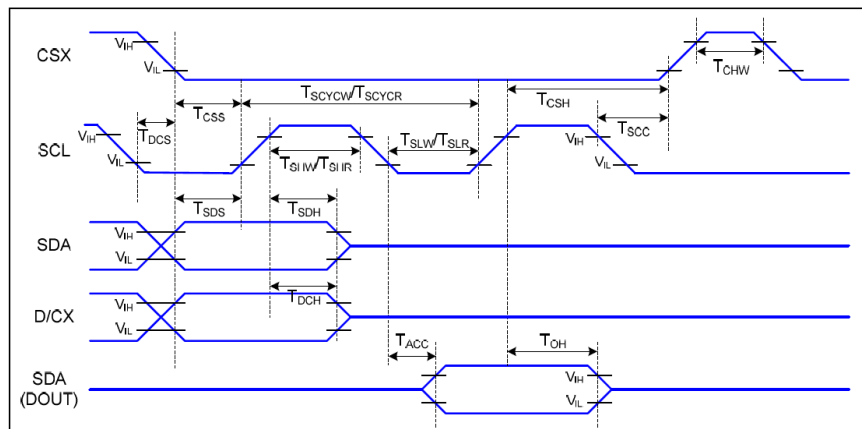 CSX
VIH
VIL
TCHW
TSCYCW/TSCYCR
TCSS
TCSH
TDCS
TSCC
SCL
VIH
VIL
TSHW/TSHR
TSLW/TSLR
VIH
VIL
TSDS
TSDH
SDA
VIH
VIL
TDCH
D/CX
VIH
VIL
TACC
TOH
SDA
(DOUT)
VIH
VIL